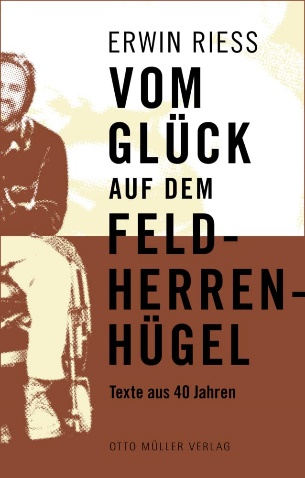 ERWIN RIESS
VOM
GLÜCK
AUF DEM
FELD-
HERREN-
HÜGEL
Texte aus 40 Jahren
OTTO MÜLLER VERLAG